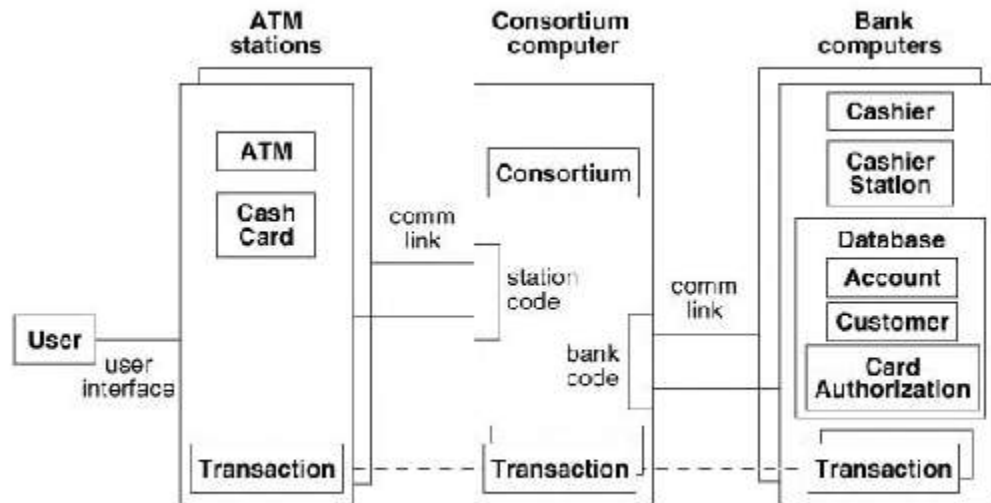 ATM
stations
Consortium
computer
Bank
computers
ATM
Cash
Card
comm
link
Consortium
station
code
comm
link
bank
code
Cashier
Cashier
Station
Database
Account
Customer
Card
Authorization
User
user
interface
Transaction
Transaction
Transaction